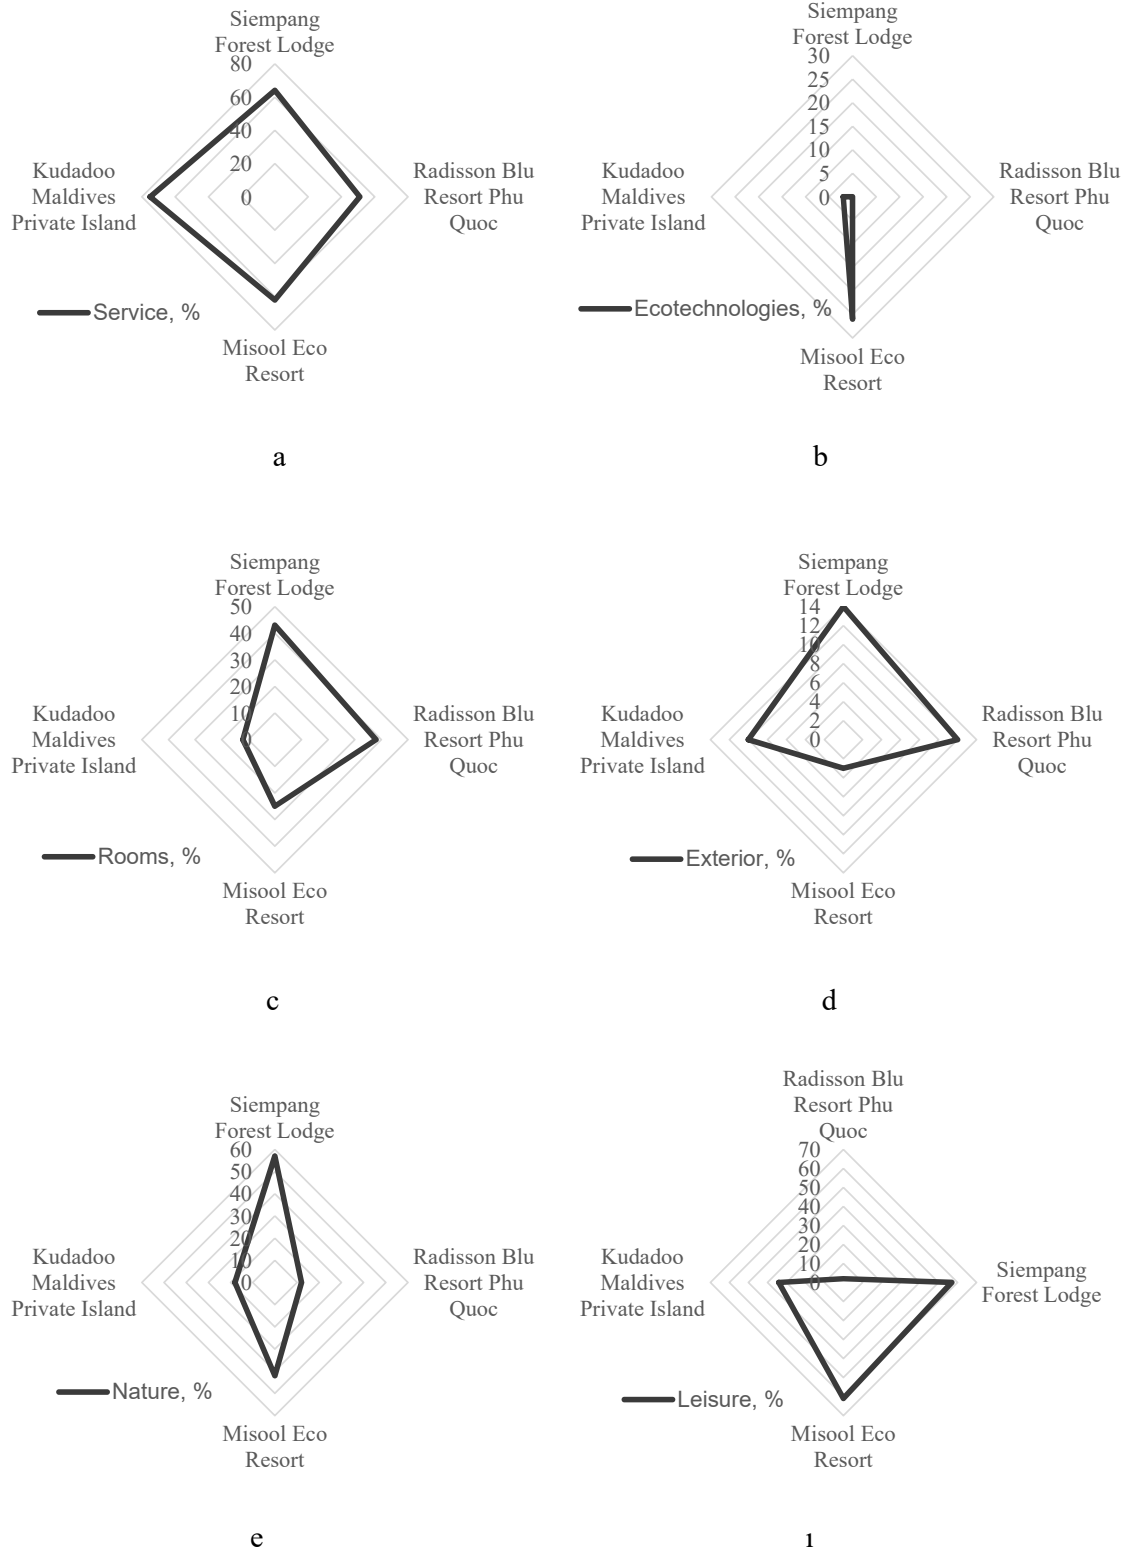 Siempang
Forest Lodge
80
60
40
20
0
Kudadoo
Maldives
Private Island
Radisson Blu
Resort Phu
Quoc
Service, %
Misool Eco
Resort
a
Siempang
Forest Lodge
30
25
20
15
10
5
0
Kudadoo
Maldives
Private Island
Radisson Blu
Resort Phu
Quoc
Ecotechnologies, %
Misool Eco
Resort
b
Siempang
Forest Lodge
50
40
30
20
10
0
Kudadoo
Maldives
Private Island
Radisson Blu
Resort Phu
Quoc
Rooms, %
Misool Eco
Resort
c
Siempang
Forest Lodge
14
12
10
8
6
4
2
0
Kudadoo
Maldives
Private Island
Radisson Blu
Resort Phu
Quoc
Exterior, %
Misool Eco
Resort
d
Siempang
Forest Lodge
60
50
40
30
20
10
0
Kudadoo
Maldives
Private Island
Radisson Blu
Resort Phu
Quoc
Nature, %
Misool Eco
Resort
e
Radisson Blu
Resort Phu
Quoc
70
60
50
40
30
20
10
0
Kudadoo
Maldives
Private Island
Siempang
Forest Lodge
Leisure, %
Misool Eco
Resort